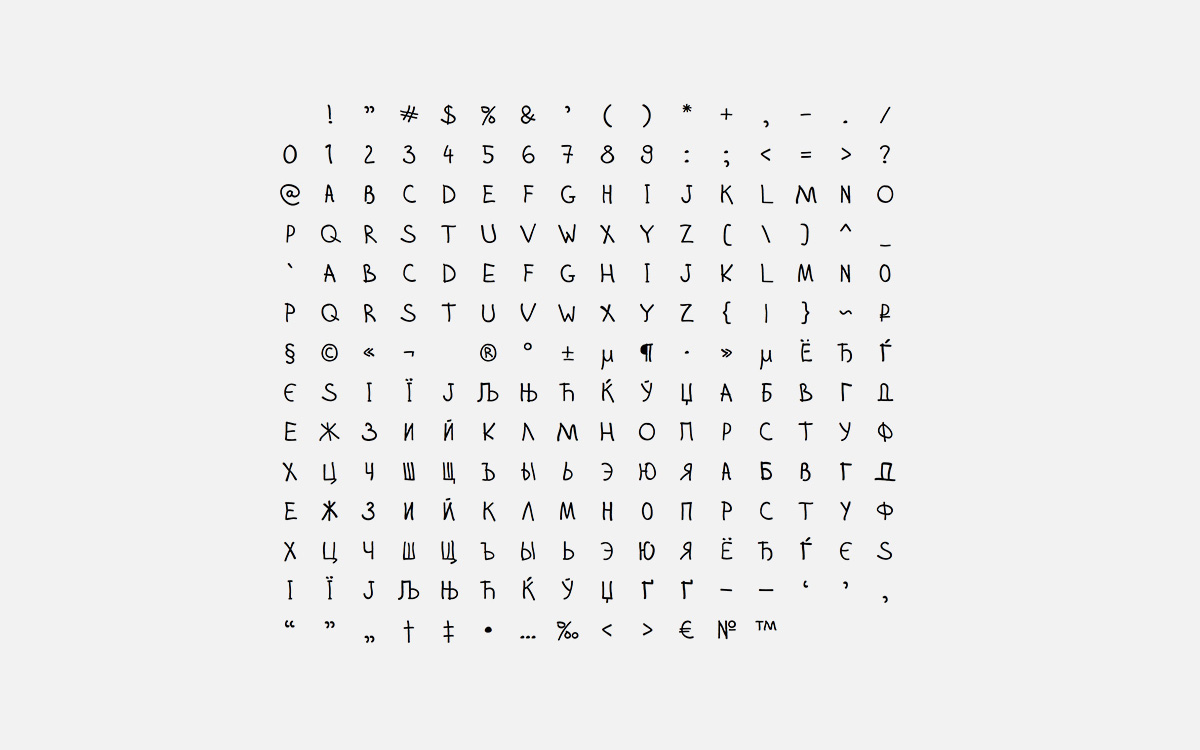 ! ” # $ % & ’ ( ) * + , - . /
0 1 2 3 4 5 6 7 8 9 : ; < = > ?
@ A B C D E F G H I J K L M N O
P Q R S T U V W X Y Z [ \ ] ^ _
` A B C D E F G H I J K L M N O
P Q R S T U V W X Y Z { | } ~ ₽
§ © « ¬ ® ° ± µ ¶ · » µ Ё Ђ Ѓ
Є Ѕ І Ї Ј Љ Њ Ћ Ќ Ў Џ А Б В Г Д
Е Ж З И Й К Л М Н О П Р С Т У Ф
Х Ц Ч Ш Щ Ъ Ы Ь Э Ю Я А Б В Г Д
Е Ж З И Й К Л М Н О П Р С Т У Ф
Х Ц Ч Ш Щ Ъ Ы Ь Э Ю Я Ё Ђ Ѓ Є Ѕ
І Ї Ј Љ Њ Ћ Ќ Ў Џ Ґ Ґ – — ‘ ’ ‚
“ ” „ † ‡ • … ‰ ‹ › € № ™